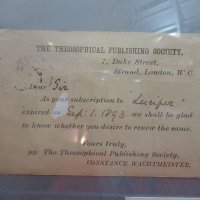 THE THEOSOPHICAL PUBLISHING SOCIETY,
7, Duke Street,
Strand, London, W.C.
Dear Sir
As your subscription to "Lucifer"
expired on Sep: 1. 1893 we shall be glad
to know whether you desire to renew the same.
Yours truly,
pp. The Theosophical Publishing Society,
CONSTANCE WACHTMEISTER.